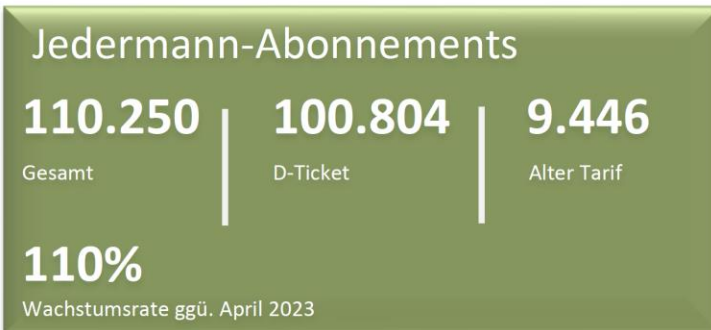 Jedermann-Abonnements
110.250 100.804 9.446
Gesamt D-Ticket Alter Tarif
110%
Wachstumsrate ggü. April 2023